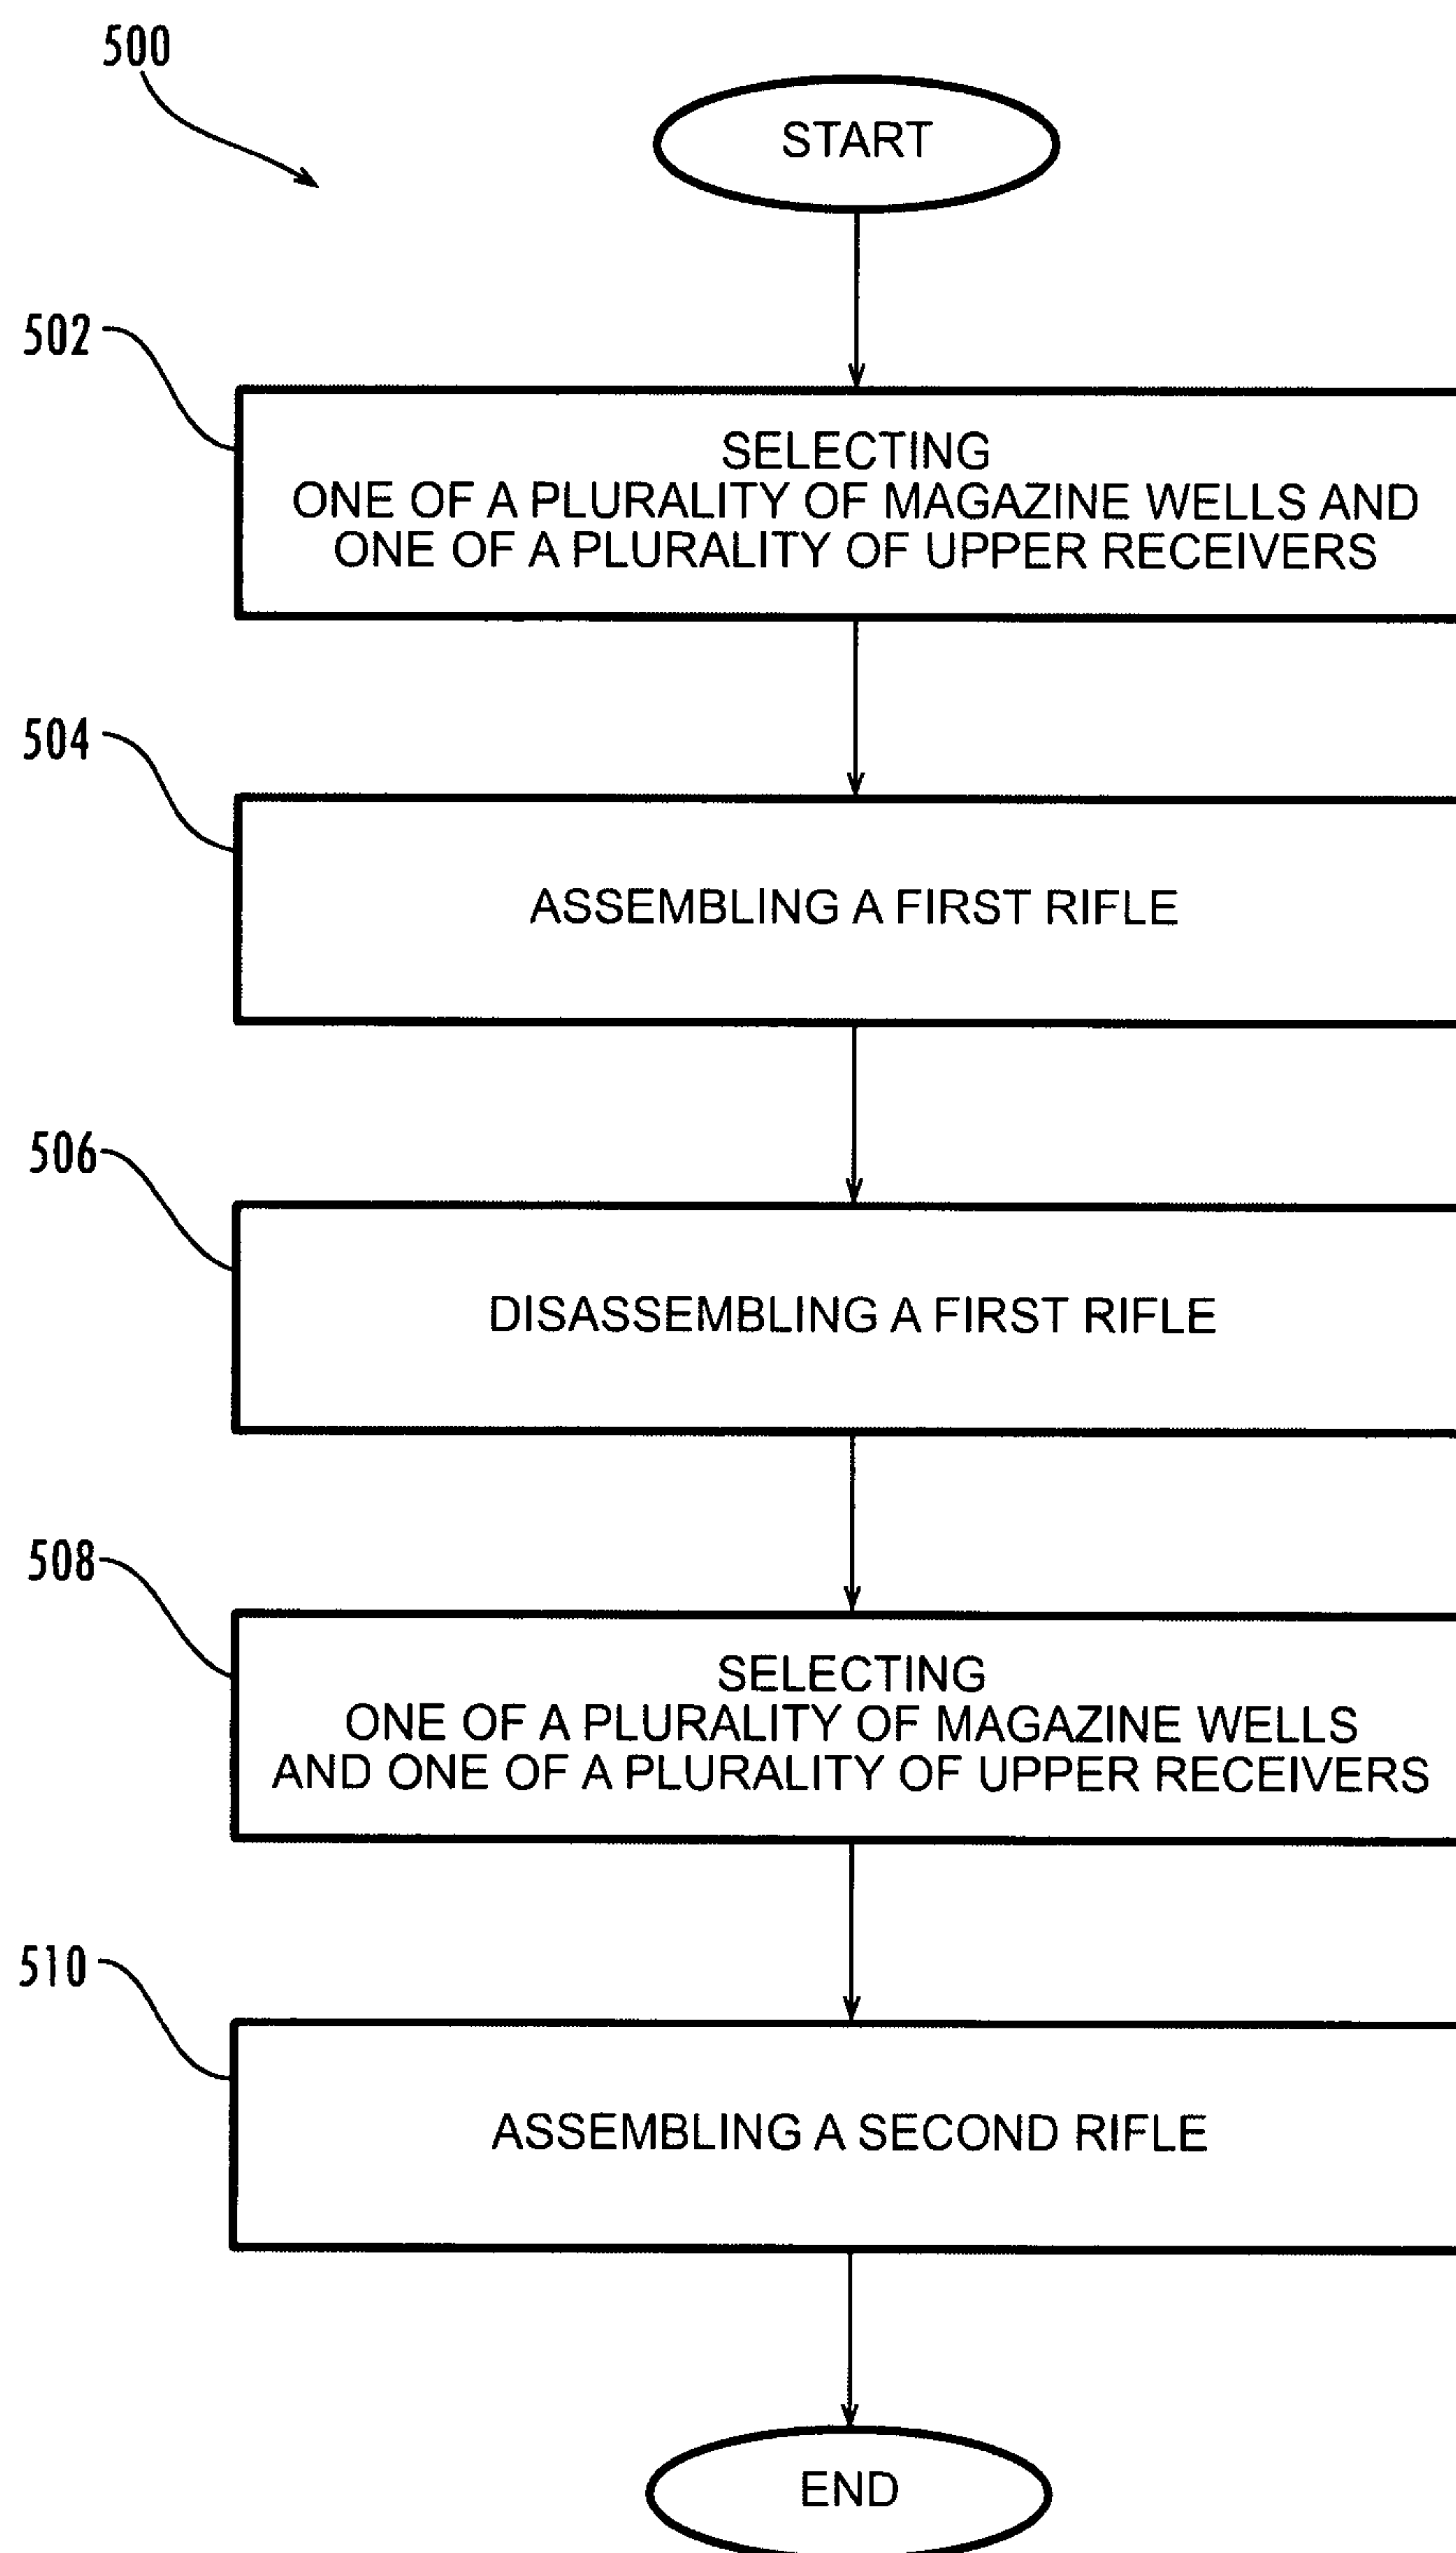 500
START
502
SELECTING
ONE OF A PLURALITY OF MAGAZINE WELLS AND
ONE OF A PLURALITY OF UPPER RECEIVERS
504
ASSEMBLING A FIRST RIFLE
506
DISASSEMBLING A FIRST RIFLE
508
SELECTING
ONE OF A PLURALITY OF MAGAZINE WELLS
AND ONE OF A PLURALITY OF UPPER RECEIVERS
510
ASSEMBLING A SECOND RIFLE
END